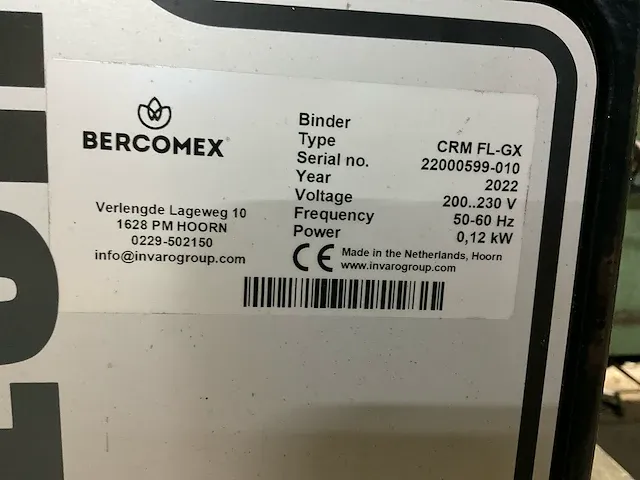 BERCOMEX
Verlengde Lageweg 10
1628 PM HOORN
0229-502150
info@invarogroup.com
Binder
Type CRM FL-GX
Serial no. 22000599-010
Year 2022
Voltage 200..230 V
Frequency 50-60 Hz
Power 0,12 kW
CE Made in the Netherlands, Hoorn
www.invarogroup.com